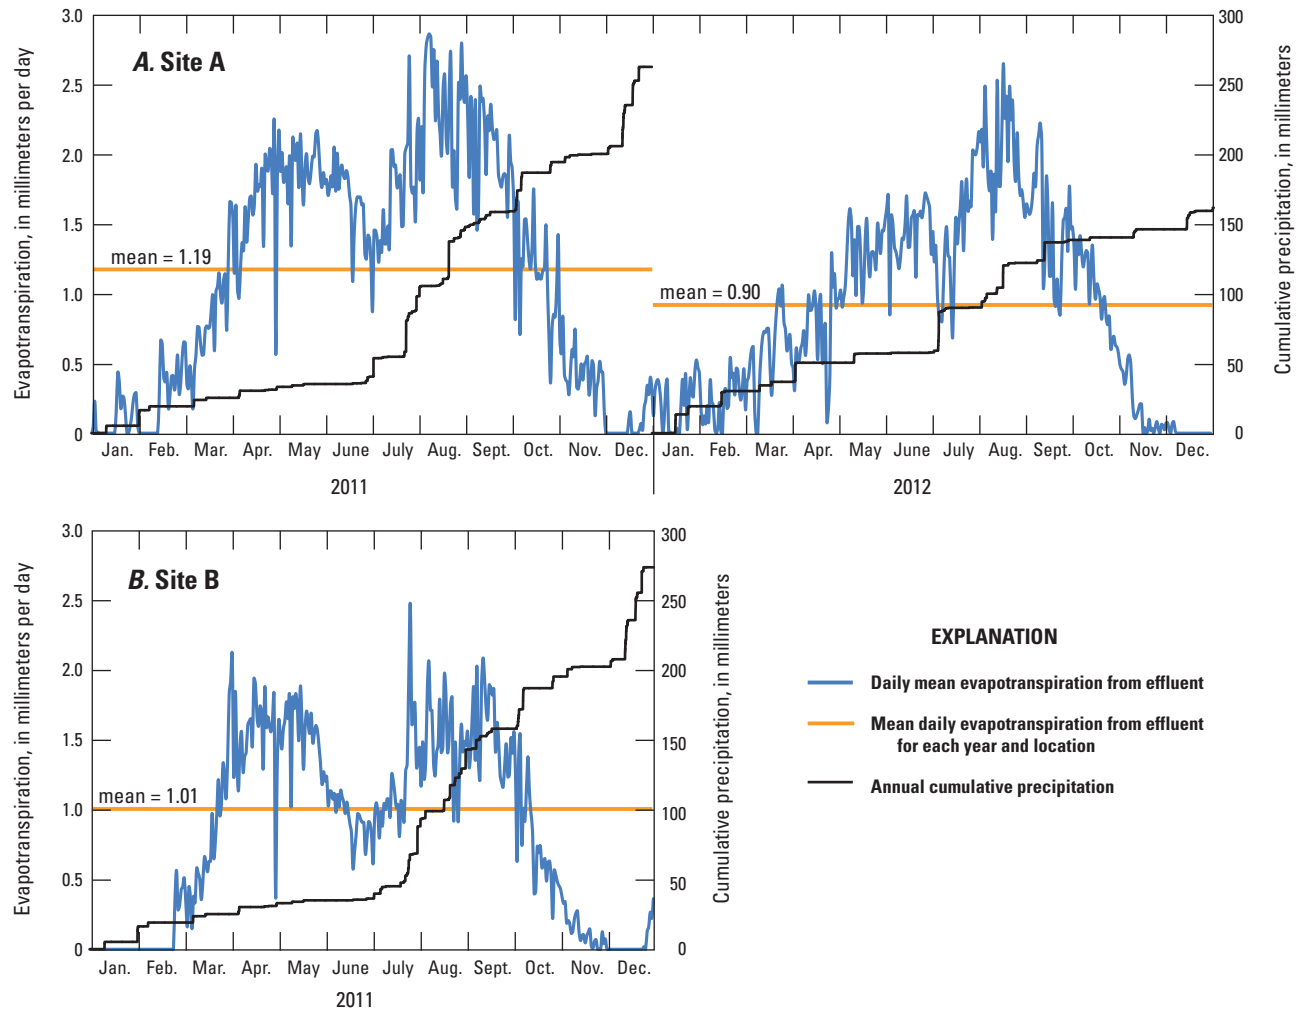 A. Site A
Evapotranspiration, in millimeters per day
3.0
2.5
2.0
1.5
1.0
0.5
0
mean = 1.19
mean = 0.90
300
250
200
150
100
50
0
Cumulative precipitation, in millimeters
Jan. Feb. Mar. Apr. May June July Aug. Sept. Oct. Nov. Dec. Jan. Feb. Mar. Apr. May June July Aug. Sept. Oct. Nov. Dec.
2011 2012
B. Site B
Evapotranspiration, in millimeters per day
3.0
2.5
2.0
1.5
1.0
0.5
0
mean = 1.01
300
250
200
150
100
50
0
Cumulative precipitation, in millimeters
Jan. Feb. Mar. Apr. May June July Aug. Sept. Oct. Nov. Dec.
2011
EXPLANATION
Daily mean evapotranspiration from effluent
Mean daily evapotranspiration from effluent
for each year and location
Annual cumulative precipitation